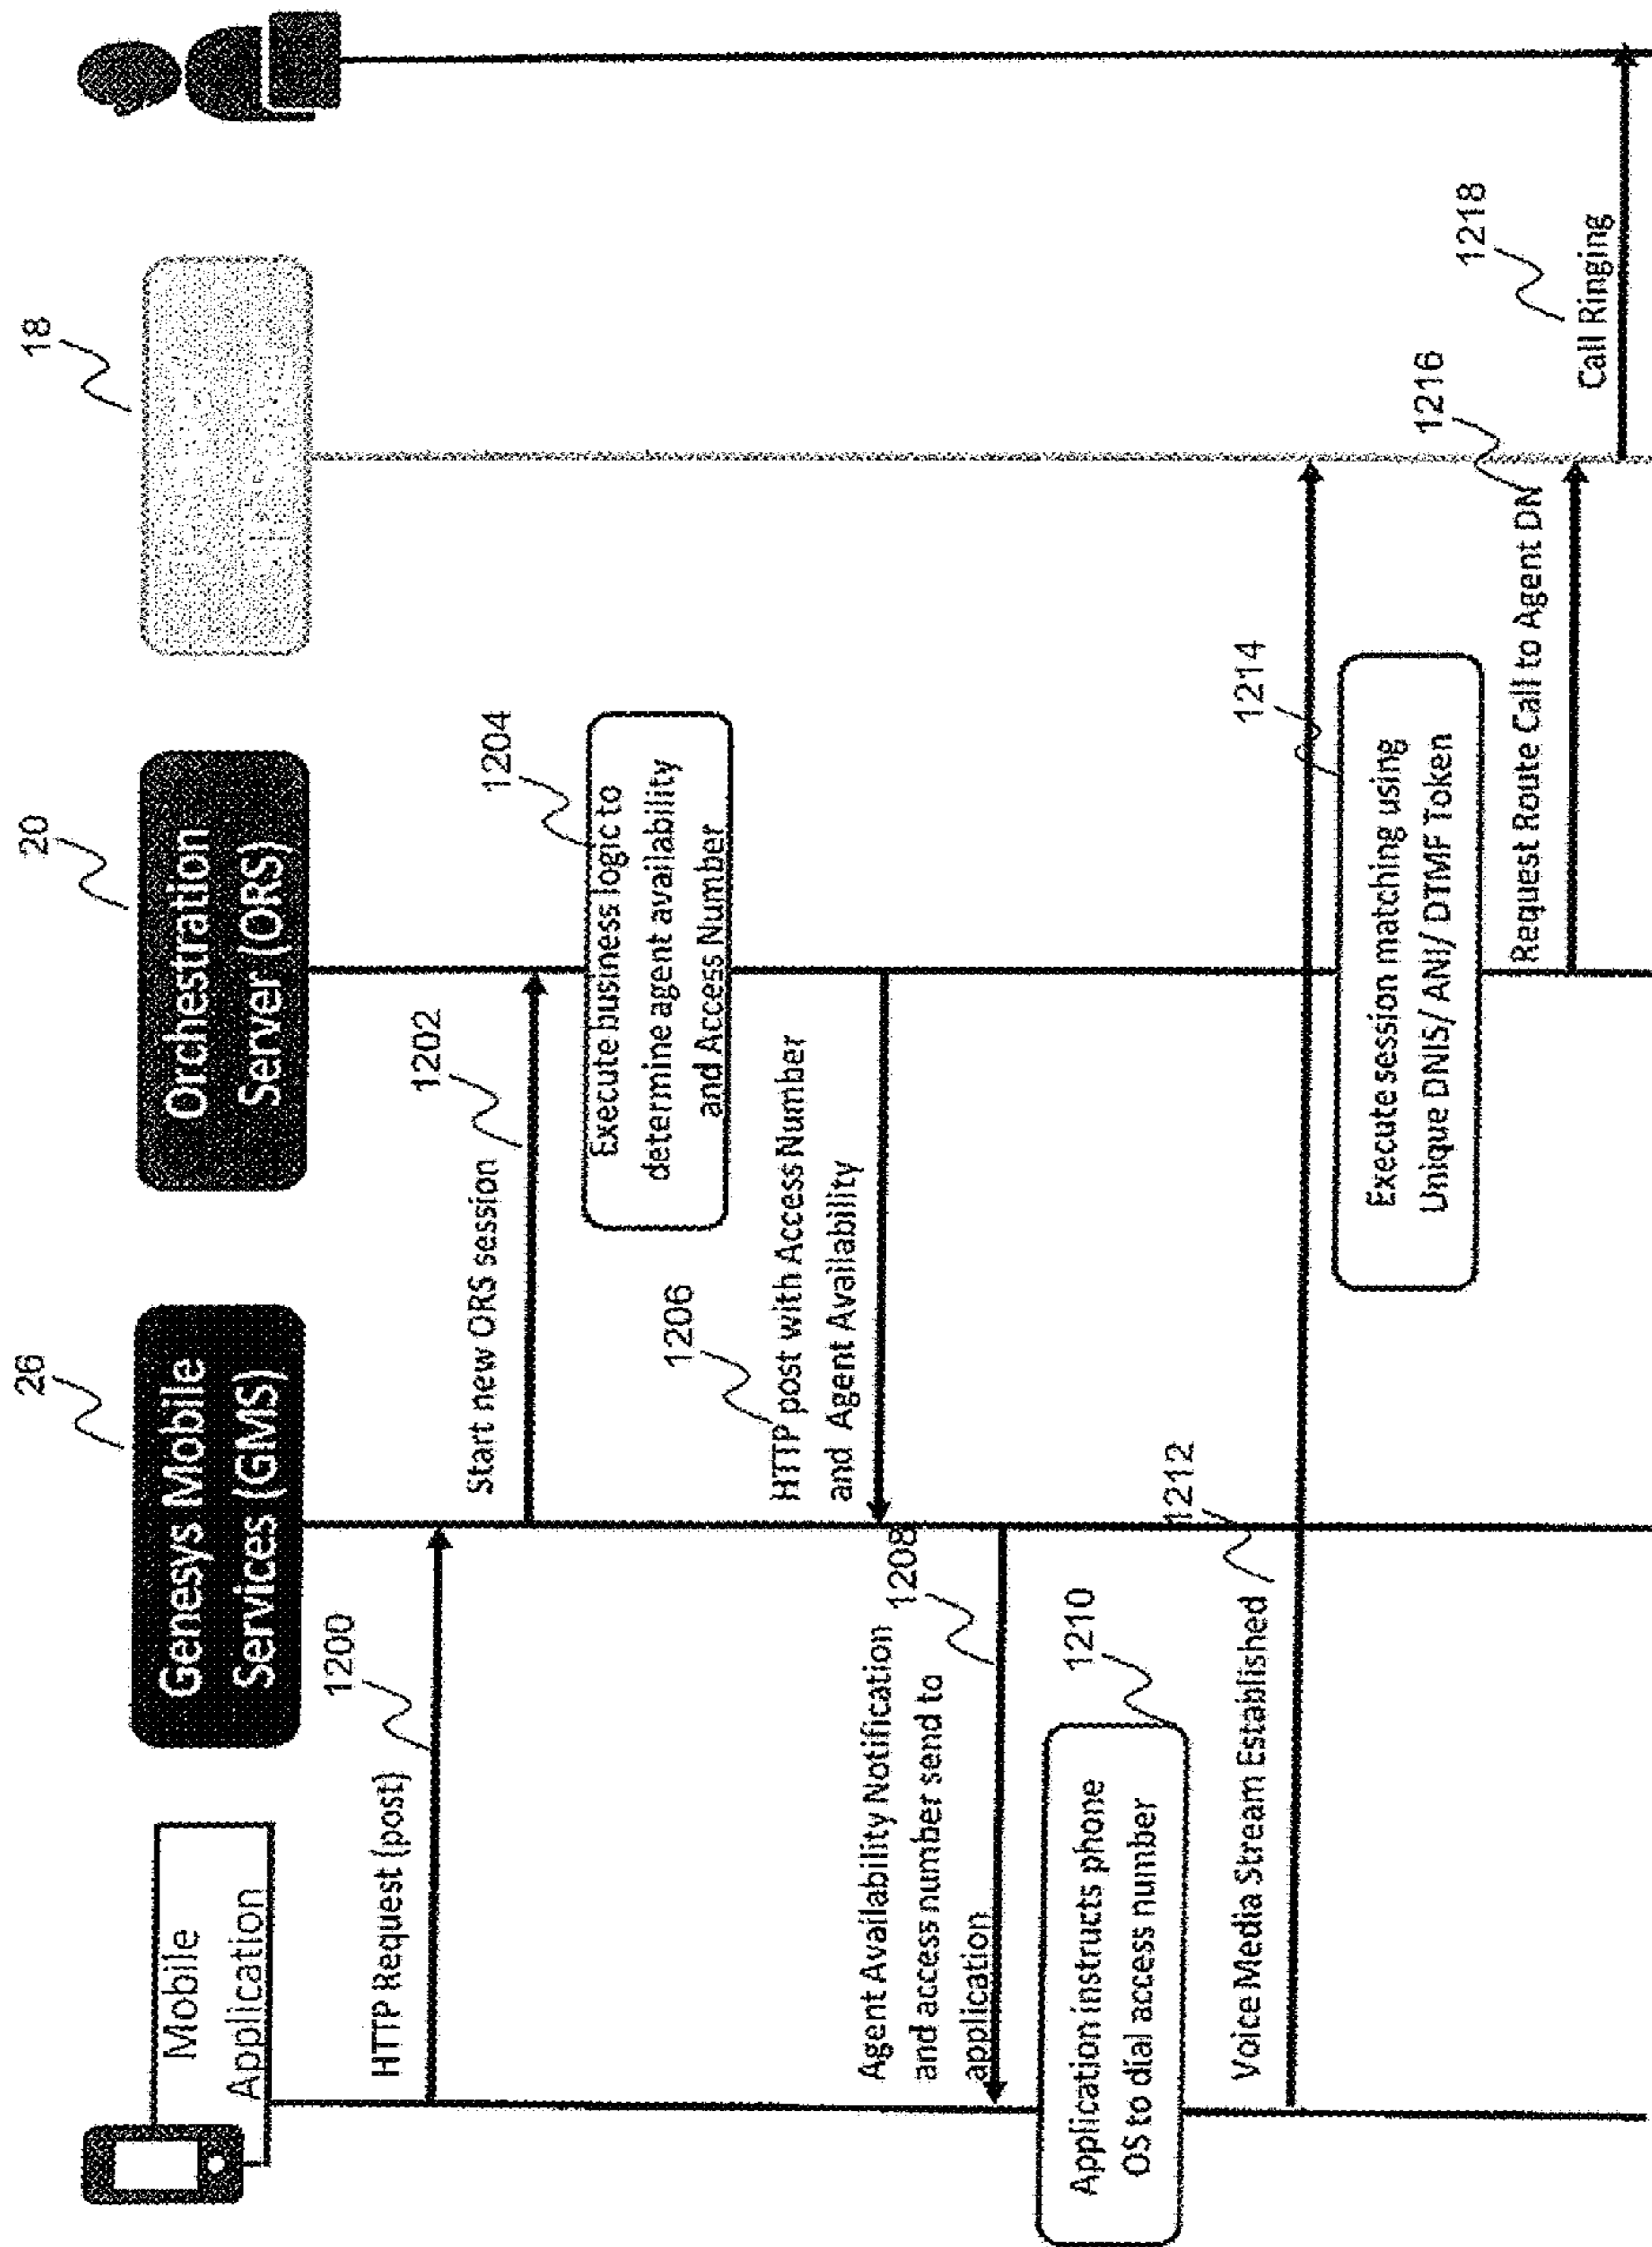 Mobile
Application
26
Genesys Mobile
Services (GMS)
20
Orchestration
Server (ORS)
18
HTTP Request (post)
1200
Start new ORS session
1202
1204
Execute business logic to
determine agent availability
and Access Number
1206
HTTP post with Access Number
and Agent Availability
Agent Availability Notification
and access number send to
application
1208
1210
Application instructs phone
OS to dial access number
Voice Media Stream Established
1212
1214
Execute session matching using
Unique DNIS/ ANI/ DTMF Token
Request Route Call to Agent DN
1216
Call Ringing
1218